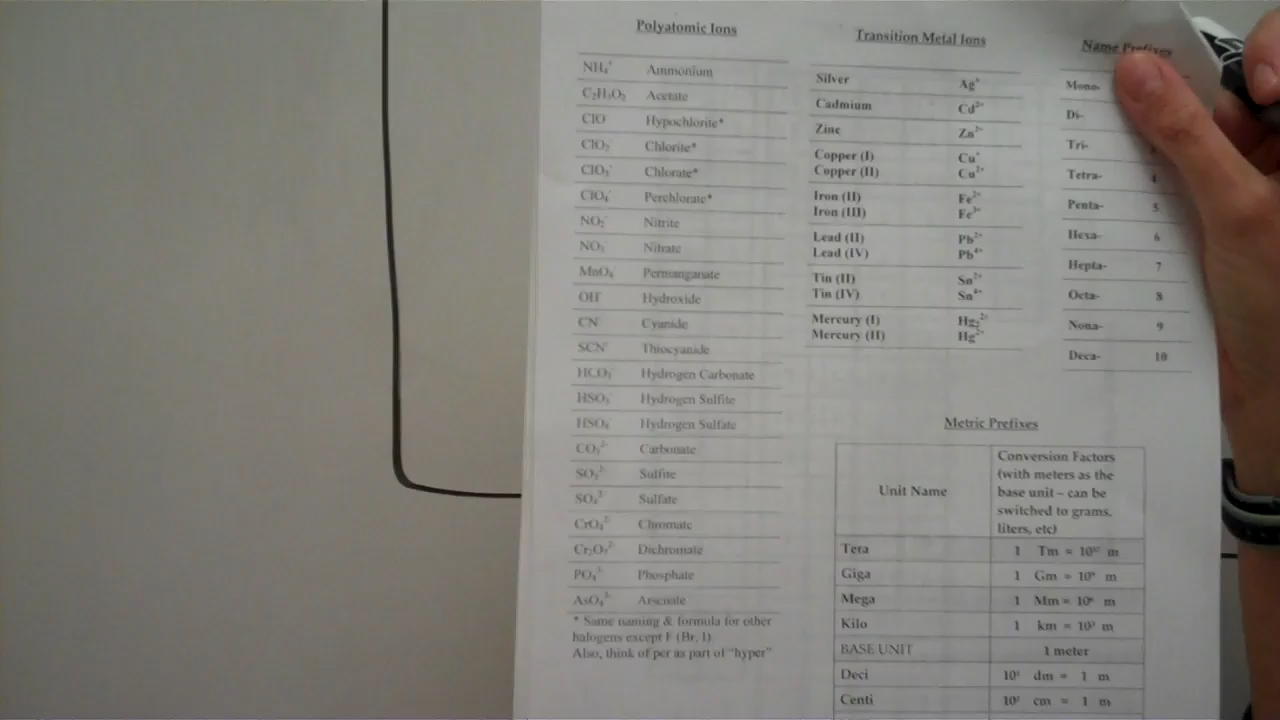 Polyatomic Ions
NH₄⁺ Ammonium
C₂H₃O₂⁻ Acetate
ClO⁻ Hypochlorite*
ClO₂⁻ Chlorite*
ClO₃⁻ Chlorate*
ClO₄⁻ Perchlorate*
NO₂⁻ Nitrite
NO₃⁻ Nitrate
MnO₄⁻ Permanganate
OH⁻ Hydroxide
CN⁻ Cyanide
SCN⁻ Thiocyanide
HCO₃⁻ Hydrogen Carbonate
HSO₃⁻ Hydrogen Sulfite
HSO₄⁻ Hydrogen Sulfate
CO₃²⁻ Carbonate
SO₃²⁻ Sulfite
SO₄²⁻ Sulfate
CrO₄²⁻ Chromate
Cr₂O₇²⁻ Dichromate
PO₄³⁻ Phosphate
AsO₄³⁻ Arsenate
* Same naming & formula for other
halogens except F (Br, I)
Also, think of per as part of "hyper"
Transition Metal Ions
Silver Ag⁺
Cadmium Cd²⁺
Zinc Zn²⁺
Copper (I) Cu⁺
Copper (II) Cu²⁺
Iron (II) Fe²⁺
Iron (III) Fe³⁺
Lead (II) Pb²⁺
Lead (IV) Pb⁴⁺
Tin (II) Sn²⁺
Tin (IV) Sn⁴⁺
Mercury (I) Hg₂²⁺
Mercury (II) Hg²⁺
Name Prefixes
Mono-
Di-
Tri-
Tetra- 4
Penta- 5
Hexa- 6
Hepta- 7
Octa- 8
Nona- 9
Deca- 10
Metric Prefixes
Unit Name
Conversion Factors
(with meters as the
base unit – can be
switched to grams,
liters, etc)
Tera 1 Tm = 10¹² m
Giga 1 Gm = 10⁹ m
Mega 1 Mm = 10⁶ m
Kilo 1 km = 10³ m
BASE UNIT 1 meter
Deci 10¹ dm = 1 m
Centi 10² cm = 1 m